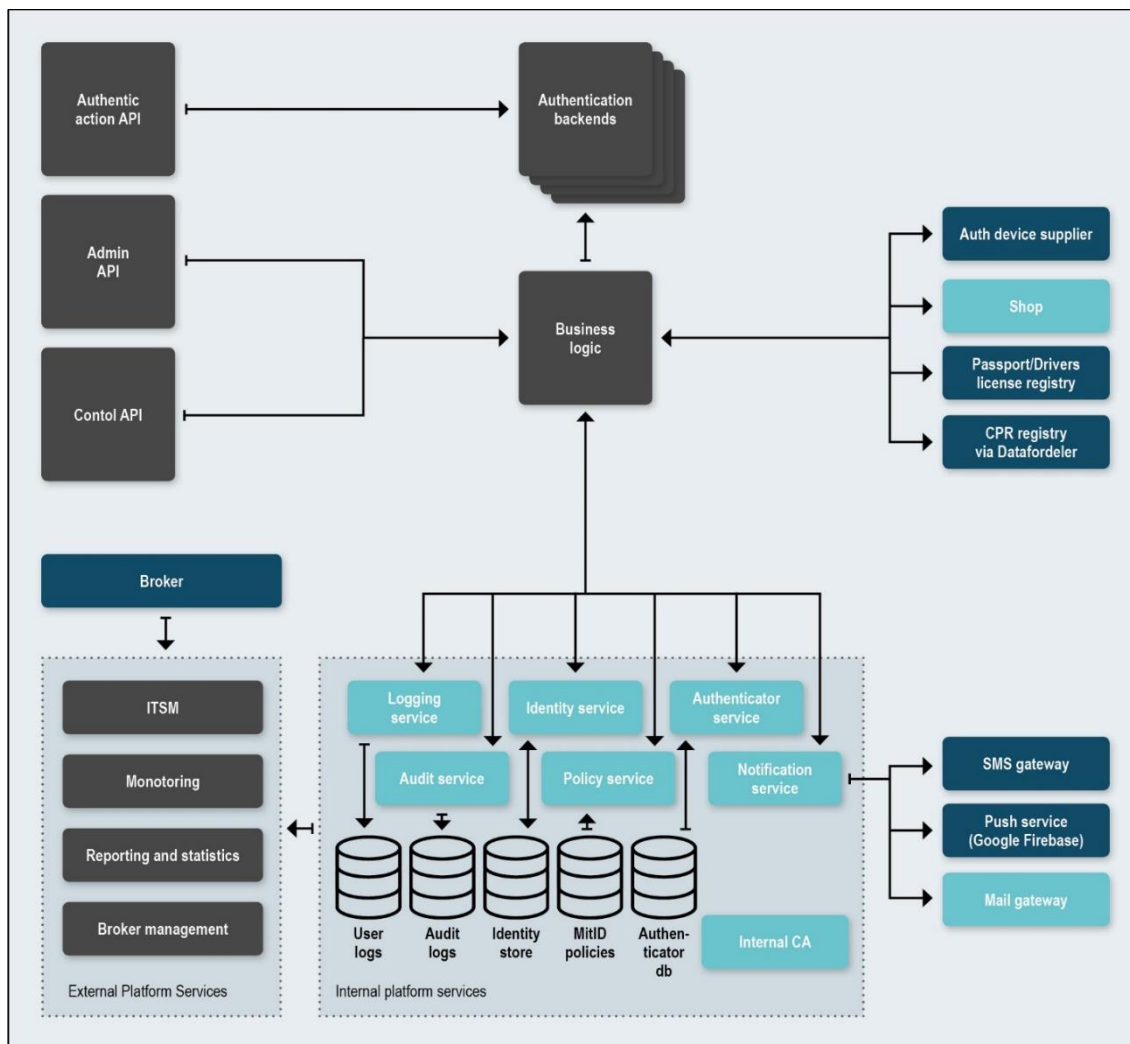 Authentic
action API
Authentication
backends
Admin
API
Business
logic
Contol API
Auth device supplier
Shop
Passport/Drivers
license registry
CPR registry
via Datafordeler
Broker
ITSM
Monotoring
Reporting and statistics
Broker management
External Platform Services
Logging
service
Identity service
Authenticator
service
Audit service
Policy service
Notification
service
User
logs
Audit
logs
Identity
store
MitID
policies
Authen-
ticator
db
Internal CA
Internal platform services
SMS gateway
Push service
(Google Firebase)
Mail gateway